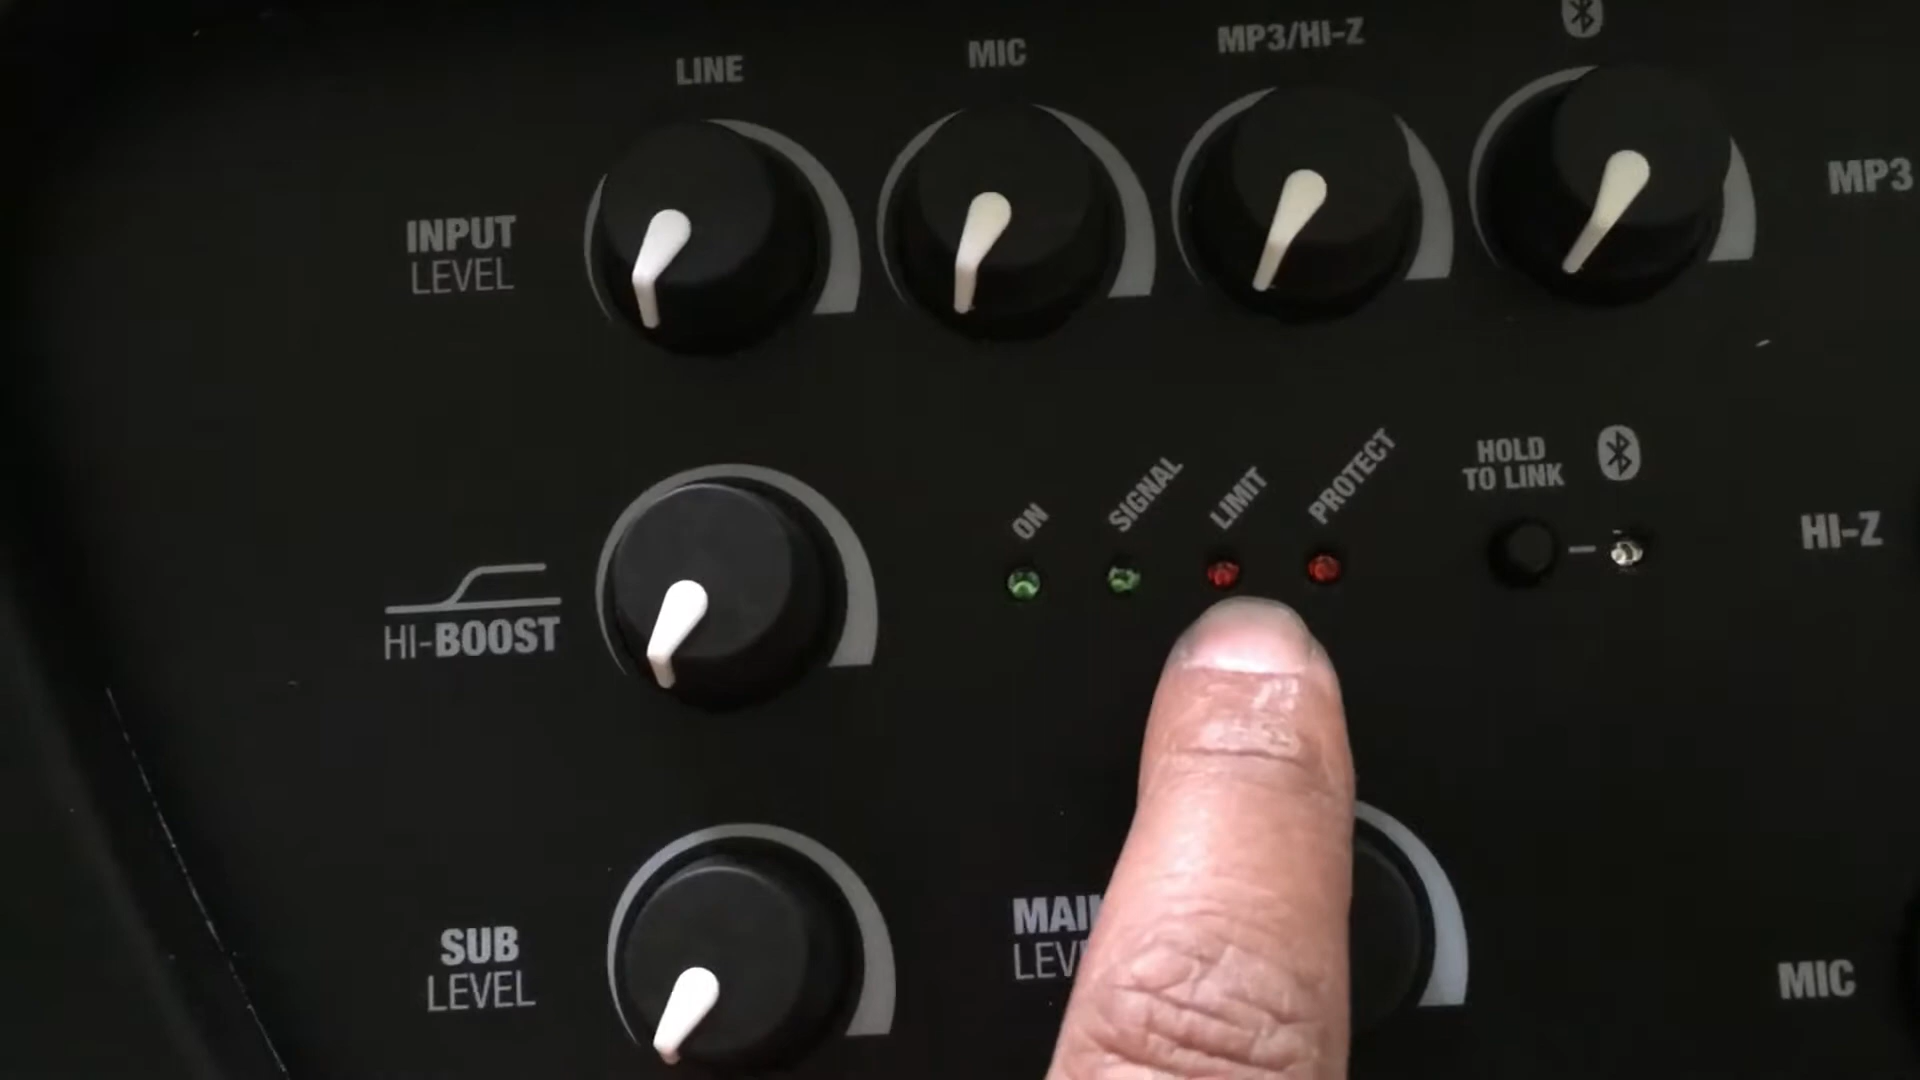 LINE
MIC
MP3/HI-Z
MP3
INPUT
LEVEL
ON
SIGNAL
LIMIT
PROTECT
HOLD
TO LINK
HI-Z
HI-BOOST
SUB
LEVEL
MIC